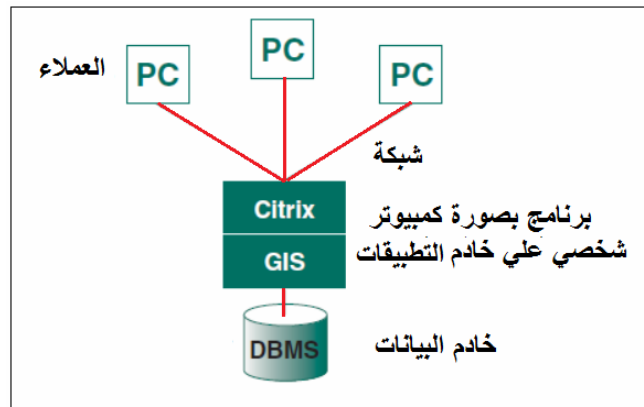 PC
العملاء
PC
PC
شبكة
Citrix
برنامج بصورة كمبيوتر
GIS
شخصي علي خادم التطبيقات
DBMS
خادم البيانات